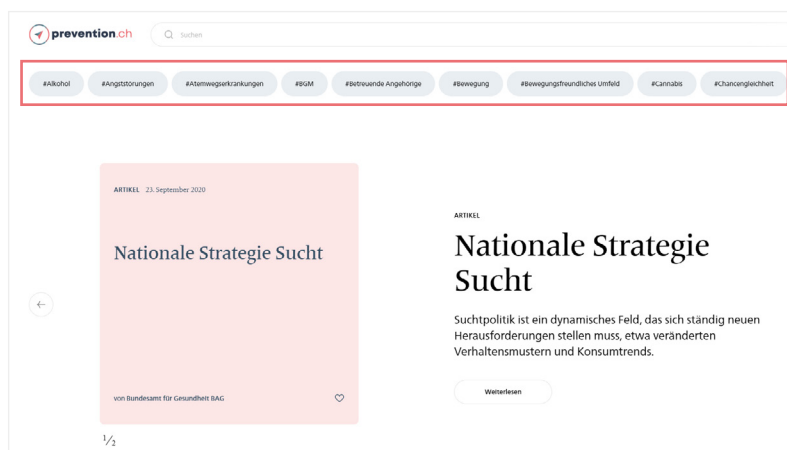 prevention.ch
Suchen
#Alkohol #Angststörungen #Atemwegserkrankungen #BGM #Betreuende Angehörige #Bewegung #Bewegungsfreundliches Umfeld #Cannabis #Chancengleichheit
ARTIKEL 23. September 2020
Nationale Strategie Sucht
von Bundesamt für Gesundheit BAG
1/2
ARTIKEL
Nationale Strategie
Sucht
Suchtpolitik ist ein dynamisches Feld, das sich ständig neuen
Herausforderungen stellen muss, etwa veränderten
Verhaltensmustern und Konsumtrends.
Weiterlesen